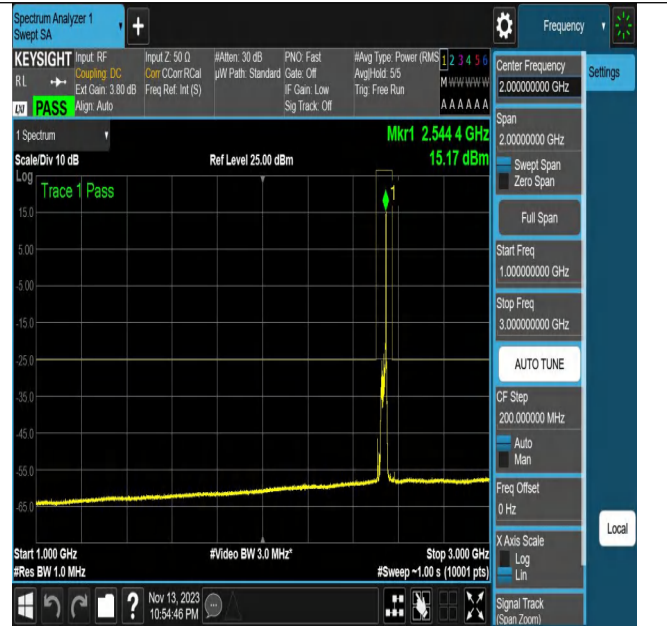 Spectrum Analyzer 1
Swept SA
Frequency
KEYSIGHT
RL
LXI PASS
Input: RF
Coupling: DC
Ext Gain: 3.80 dB
Align: Auto
Input Z: 50 Ω
Corr CCorr RCal
Freq Ref: Int (S)
#Atten: 30 dB
µW Path: Standard
PNO: Fast
Gate: Off
IF Gain: Low
Sig Track: Off
#Avg Type: Power (RMS
Avg|Hold: 5/5
Trig: Free Run
1 2 3 4 5 6
M W W W W W
A A A A A A
1 Spectrum
Mkr1 2.544 4 GHz
Scale/Div 10 dB
Ref Level 25.00 dBm
15.17 dBm
Log
Trace 1 Pass
1
15.0
5.00
-5.00
-15.0
-25.0
-35.0
-45.0
-55.0
-65.0
Start 1.000 GHz
#Video BW 3.0 MHz*
Stop 3.000 GHz
#Res BW 1.0 MHz
#Sweep ~1.00 s (10001 pts)
Nov 13, 2023
10:54:46 PM
Center Frequency
2.000000000 GHz
Settings
Span
2.00000000 GHz
Swept Span
Zero Span
Full Span
Start Freq
1.000000000 GHz
Stop Freq
3.000000000 GHz
AUTO TUNE
CF Step
200.000000 MHz
Auto
Man
Freq Offset
0 Hz
Local
X Axis Scale
Log
Lin
Signal Track
(Span Zoom)